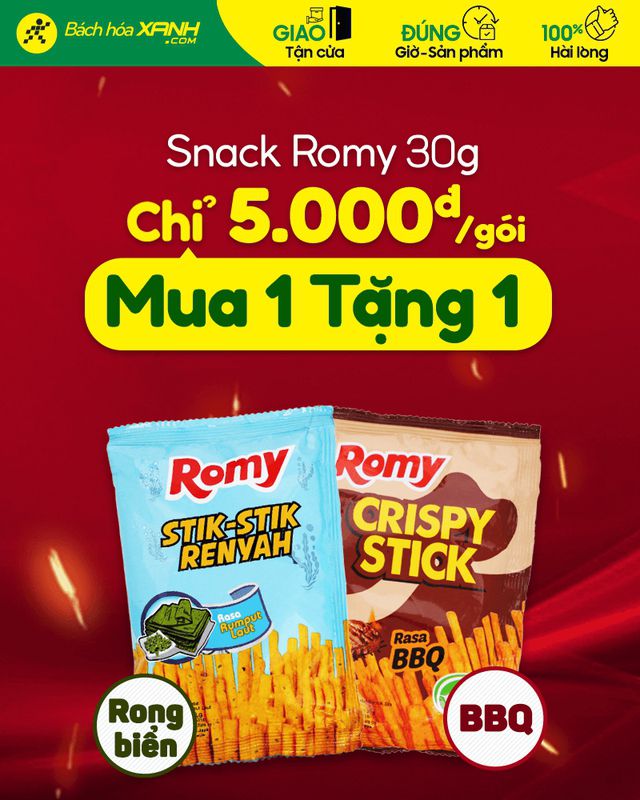 Bách hóa XANH
.COM
GIAO
Tận cửa
ĐÚNG
Giờ-Sản phẩm
100%
Hài lòng
Snack Romy 30g
Chỉ 5.000đ/gói
Mua 1 Tặng 1
Romy
STIK-STIK
RENYAH
Rasa
Rumput
Laut
Romy
CRISPY
STICK
Rasa
BBQ
Rong
biển
BBQ